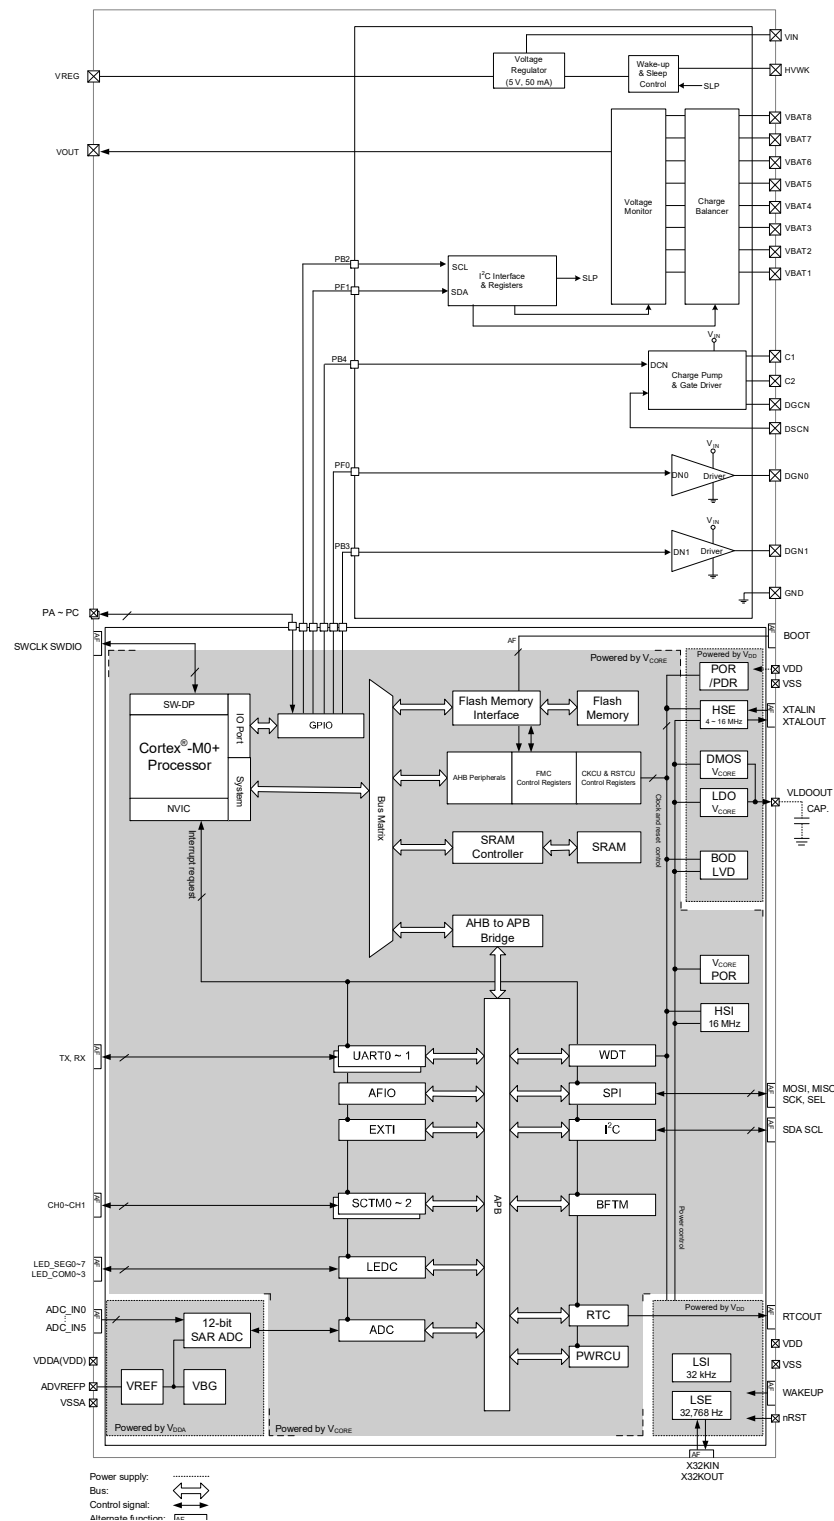 VIN
VREG
Voltage
Regulator
(5 V, 50 mA)
Wake-up
& Sleep
Control
HVWK
SLP
VOUT
Voltage
Monitor
Charge
Balancer
VBAT8
VBAT7
VBAT6
VBAT5
VBAT4
VBAT3
VBAT2
VBAT1
PB2
PF1
SCL
SDA
I²C Interface
& Registers
SLP
VIN
PB4
DCN
Charge Pump
& Gate Driver
C1
C2
DGCN
DSCN
PF0
VIN
DN0 Driver
DGN0
PB3
VIN
DN1 Driver
DGN1
GND
PA ~ PC
SWCLK SWDIO
AF
AF
BOOT
AF
Powered by VCORE
Powered by VDD
POR
/PDR
VDD
VSS
SW-DP
Cortex®-M0+
Processor
NVIC
IO Port
System
GPIO
Bus Matrix
Flash Memory
Interface
Flash
Memory
HSE
4 ~ 16 MHz
AF
XTALIN
XTALOUT
AHB Peripherals
FMC
Control Registers
CKCU & RSTCU
Control Registers
DMOS
VCORE
LDO
VCORE
VLDOOUT
CAP.
Clock and reset control
Interrupt request
SRAM
Controller
SRAM
BOD
LVD
AHB to APB
Bridge
VCORE
POR
HSI
16 MHz
TX, RX
AF
UART0 ~ 1
WDT
AFIO
SPI
AF
MOSI, MISO
SCK, SEL
EXTI
I²C
AF
SDA SCL
APB
CH0~CH1
AF
SCTM0 ~ 2
BFTM
Power control
LED_SEG0~7
LED_COM0~3
AF
LEDC
ADC_IN0
ADC_IN5
AF
12-bit
SAR ADC
ADC
RTC
PWRCU
Powered by VDD
AF
RTCOUT
VDD
VSS
LSI
32 kHz
LSE
32,768 Hz
AF
WAKEUP
nRST
VDDA(VDD)
ADVREFP
VSSA
VREF
VBG
Powered by VDDA
Powered by VCORE
AF
X32KIN
X32KOUT
Power supply:
Bus:
Control signal:
Alternate function: AF